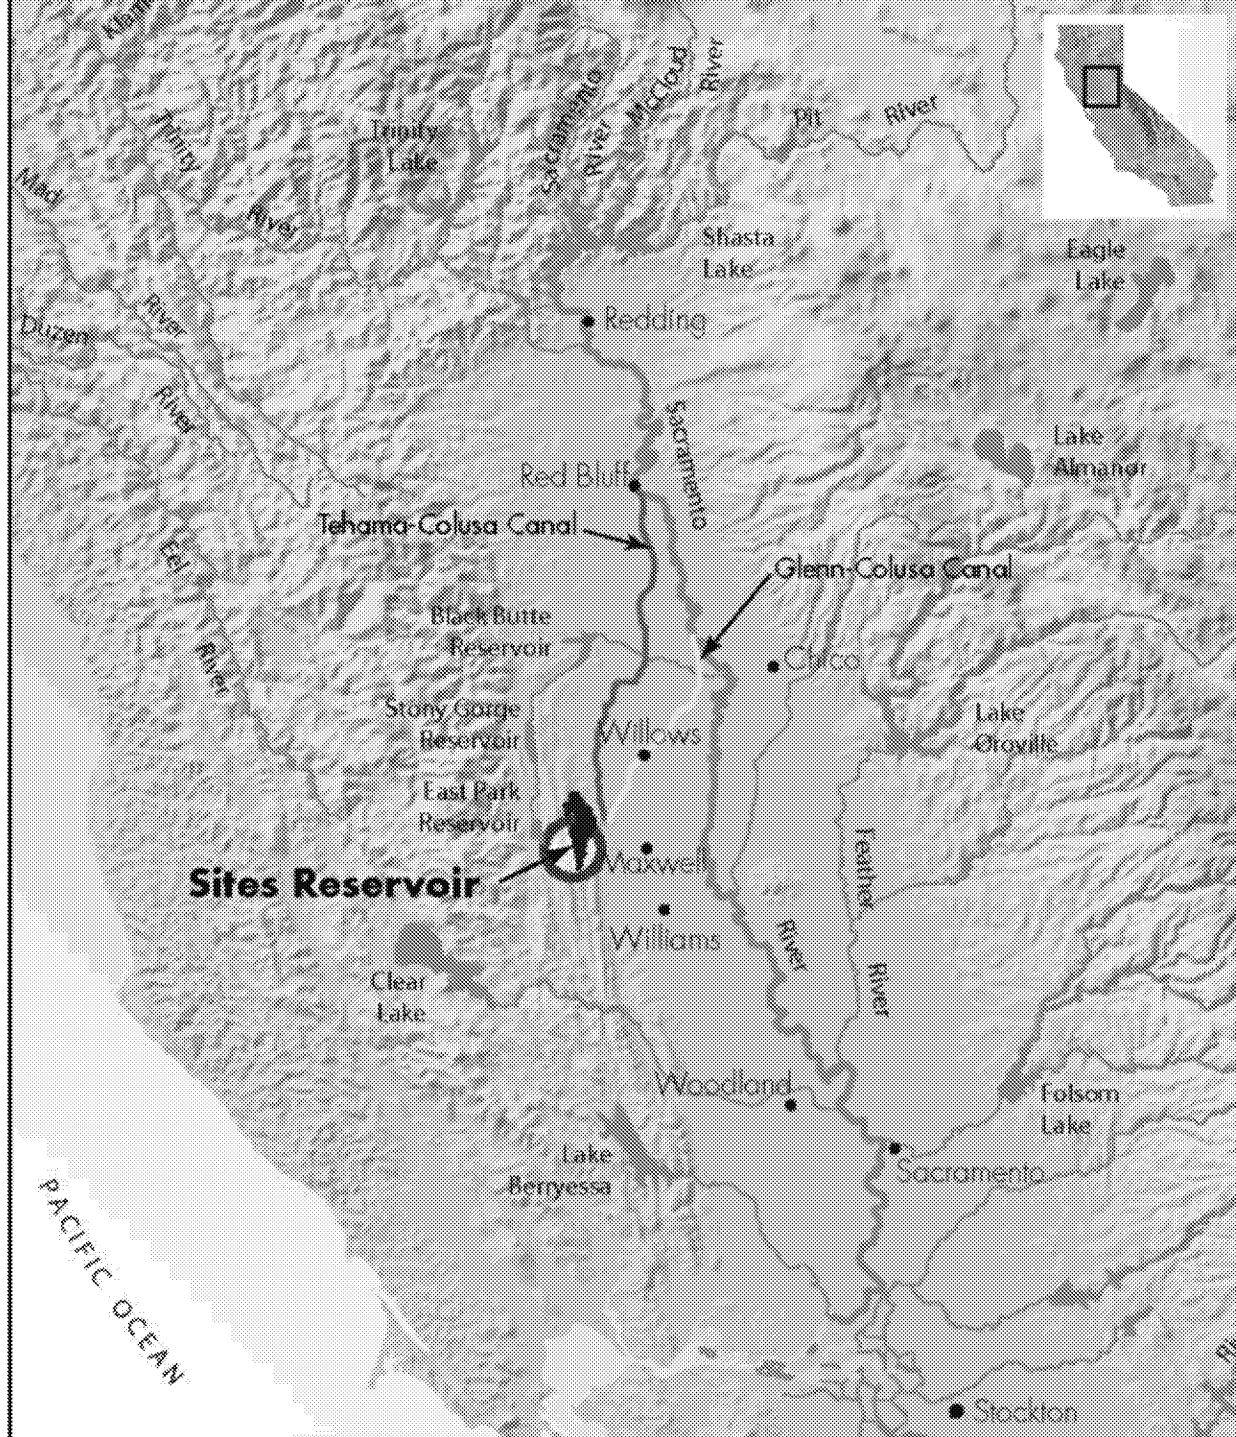 Trinity
River
Sacramento
River
McCloud
River
Pit
River
Trinity
Lake
Mad
River
Shasta
Lake
Eagle
Lake
Duzen
River
Redding
Sacramento
Lake
Almanor
Red Bluff
Tehama-Colusa Canal
Eel
River
Glenn-Colusa Canal
Black Butte
Reservoir
Chico
Stony Gorge
Reservoir
Willows
Lake
Oroville
East Park
Reservoir
Maxwell
Sites Reservoir
Feather
River
Williams
River
Clear
Lake
Woodland
Folsom
Lake
Lake
Berryessa
Sacramento
PACIFIC OCEAN
Stockton
River